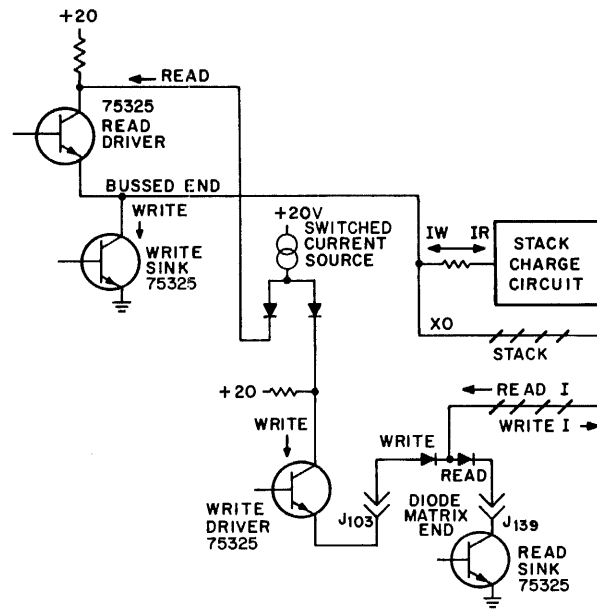 +20
READ
75325
READ
DRIVER
BUSSED END
WRITE
WRITE
SINK
75325
+20V
SWITCHED
CURRENT
SOURCE
IW IR
STACK
CHARGE
CIRCUIT
XO
STACK
+20
READ I
WRITE I
WRITE
WRITE
READ
WRITE
DRIVER
75325
J103
DIODE
MATRIX
END
J139
READ
SINK
75325